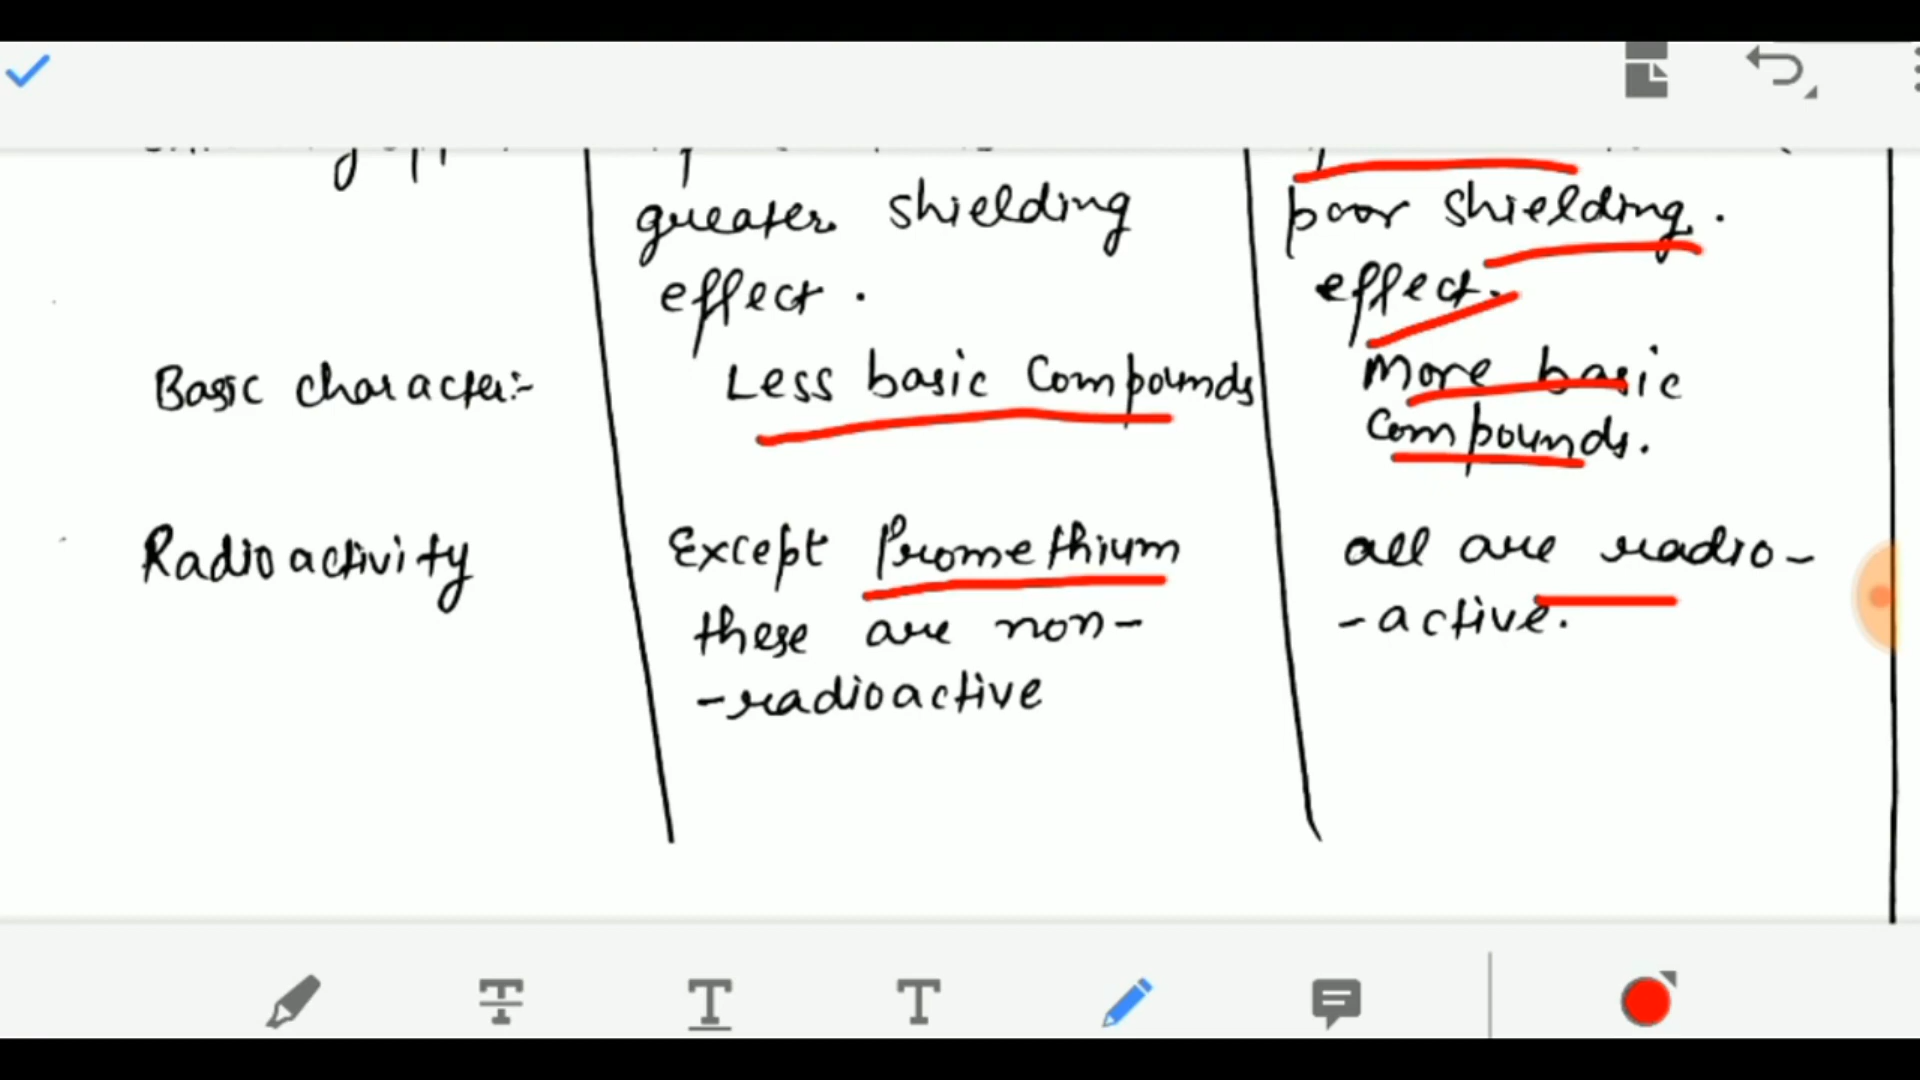 greater shielding
effect.
poor shielding.
effect.
Basic character:-
Less basic Compounds
More basic
Compounds.
Radioactivity
Except Promethium
these are non-
-radioactive
all are radio-
-active.